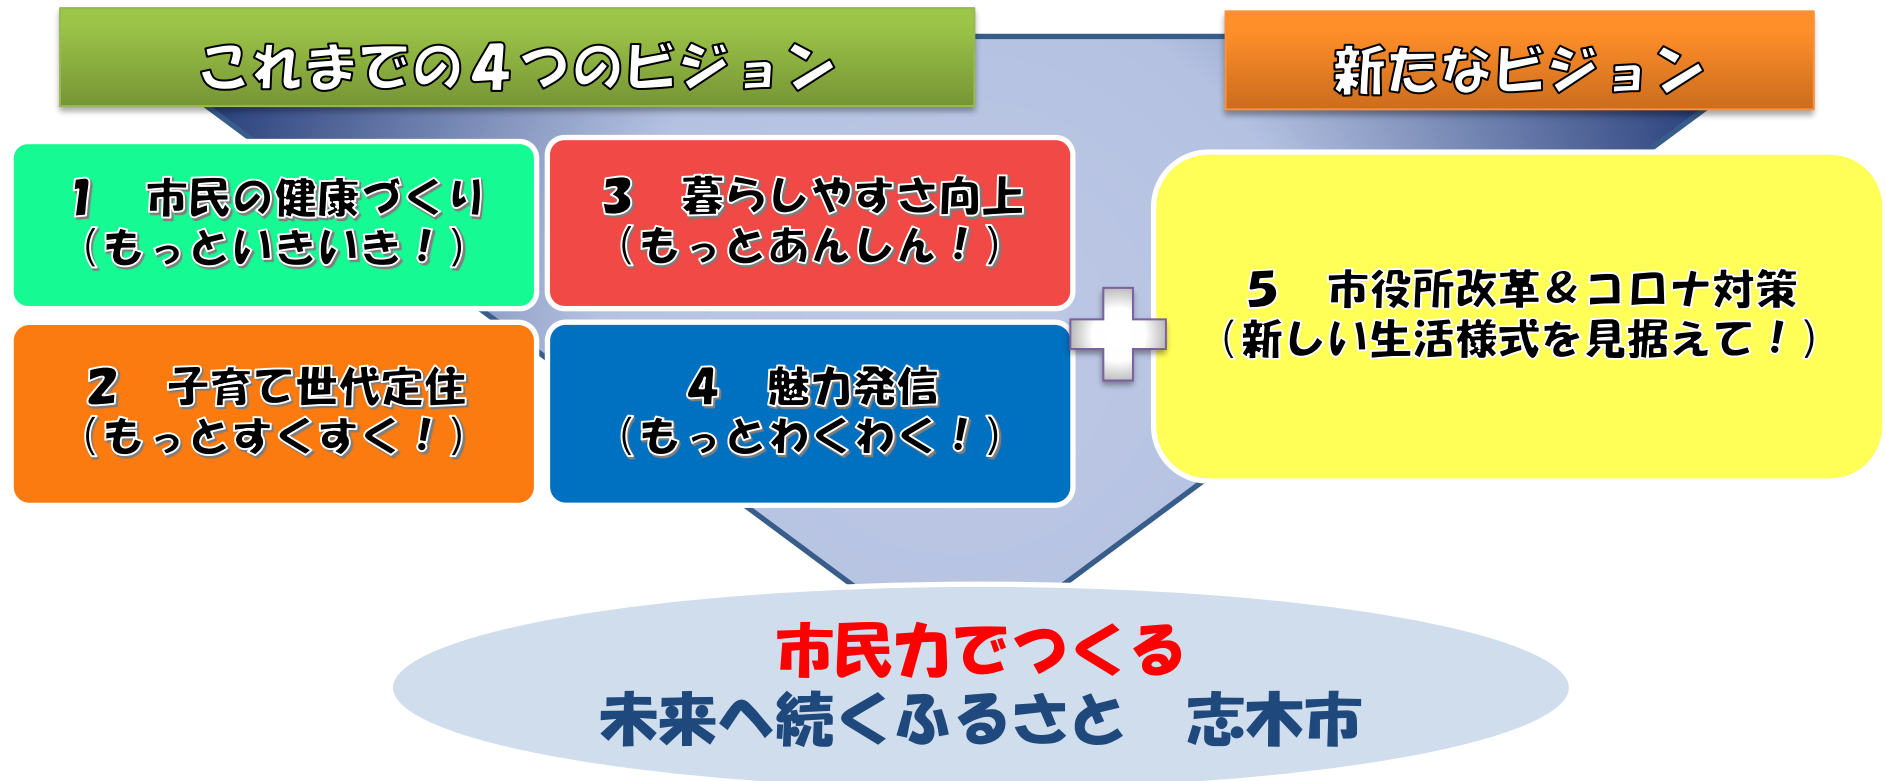 これまでの４つのビジョン
新たなビジョン
1　市民の健康づくり
（もっといきいき！）
3　暮らしやすさ向上
（もっとあんしん！）
2　子育て世代定住
（もっとすくすく！）
4　魅力発信
（もっとわくわく！）
5　市役所改革＆コロナ対策
（新しい生活様式を見据えて！）
市民力でつくる
未来へ続くふるさと　志木市